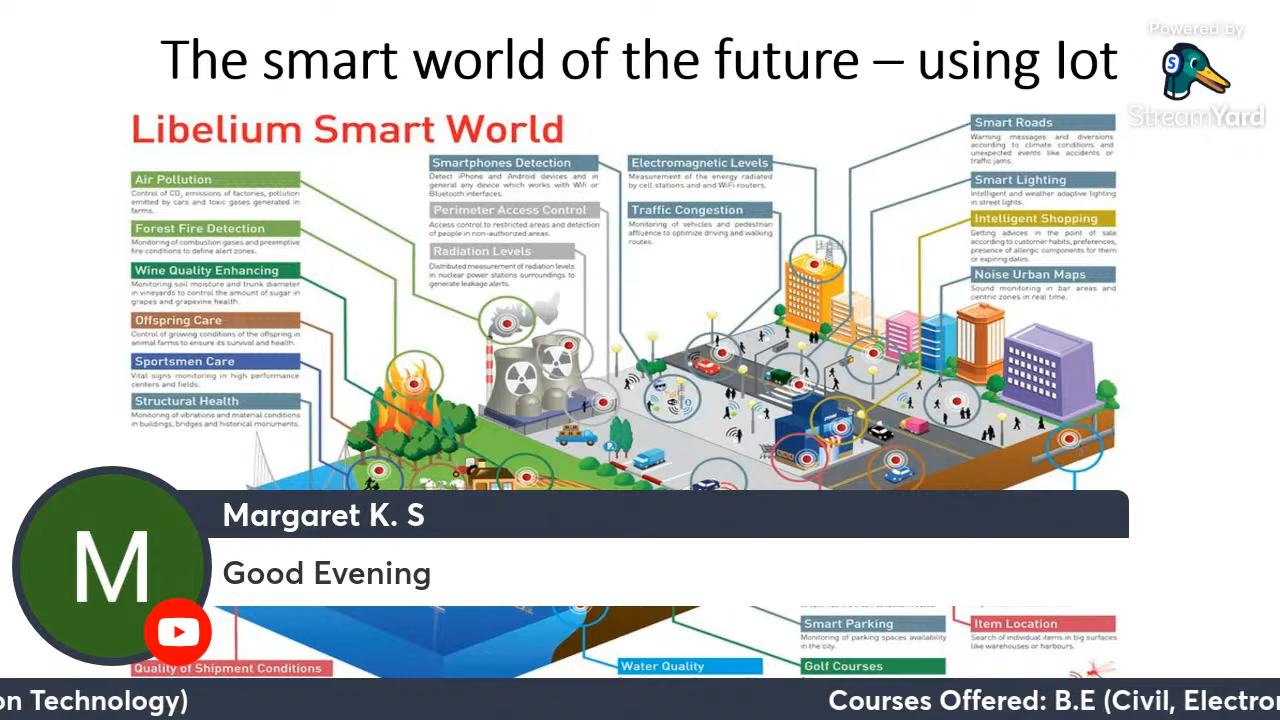 The smart world of the future – using Iot
Powered by
StreamYard
Libelium Smart World
Air Pollution
Control of CO₂ emissions of factories, pollution
emitted by cars and toxic gases generated in
farms.
Forest Fire Detection
Monitoring of combustion gases and preemptive
fire conditions to define alert zones.
Wine Quality Enhancing
Monitoring soil moisture and trunk diameter
in vineyards to control the amount of sugar in
grapes and grapevine health.
Offspring Care
Control of growing conditions of the offspring in
animal farms to ensure its survival and health.
Sportsmen Care
Vital signs monitoring in high performance
centers and fields.
Structural Health
Monitoring of vibrations and material conditions
in buildings, bridges and historical monuments.
Smartphones Detection
Detect iPhone and Android devices and in
general any device which works with Wifi or
Bluetooth interfaces.
Perimeter Access Control
Access control to restricted areas and detection
of people in non-authorized areas.
Radiation Levels
Distributed measurement of radiation levels
in nuclear power stations surroundings to
generate leakage alerts.
Electromagnetic Levels
Measurement of the energy radiated
by cell stations and and WiFi routers.
Traffic Congestion
Monitoring of vehicles and pedestrian
affluence to optimize driving and walking
routes.
Smart Roads
Warning messages and diversions
according to climate conditions and
unexpected events like accidents or
traffic jams.
Smart Lighting
Intelligent and weather adaptive lighting
in street lights.
Intelligent Shopping
Getting advices in the point of sale
according to customer habits, preferences,
presence of allergic components for them
or expiring dates.
Noise Urban Maps
Sound monitoring in bar areas and
centric zones in real time.
M
Margaret K. S
Good Evening
Smart Parking
Monitoring of parking spaces availability
in the city.
Item Location
Search of individual items in big surfaces
like warehouses or harbours.
Quality of Shipment Conditions
Water Quality
Golf Courses
on Technology)
Courses Offered: B.E (Civil, Electro